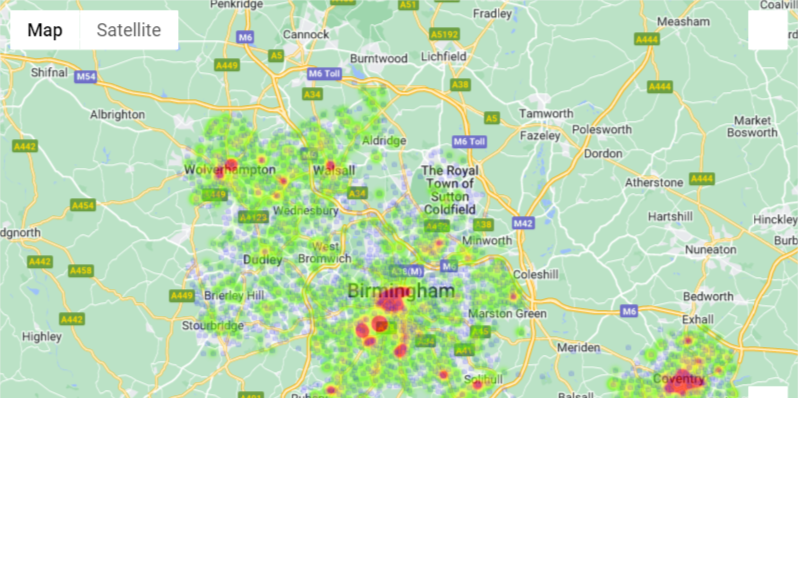 Penkridge
A51
Coalvill
Fradley
Measham
Map
Satellite
M6
Cannock
A5192
A444
A5
Burntwood
Lichfield
A449
Shifnal
M54
M6 Toll
A38
A444
A34
Albrighton
A5
Tamworth
Market
Bosworth
Polesworth
Fazeley
Aldridge
M6 Toll
A442
Dordon
Wolverhampton
Walsall
The Royal
Town of
Sutton
Coldfield
Atherstone
A444
A34
A454
Wednesbury
A4123
Hartshill
Hinckley
M42
A38
dgnorth
Minworth
West
Bromwich
Nuneaton
Burb
A442
A458
Dudley
A38(M)
M6
Coleshill
Birmingham
A449
Brierley Hill
Bedworth
Marston Green
M6
A442
Stourbridge
Exhall
Highley
A45
A41
Meriden
Solihull
Coventry